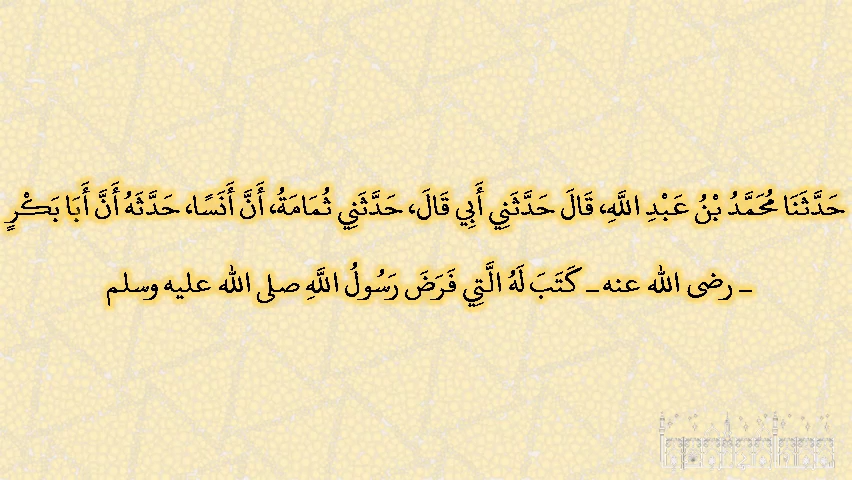 حَدَّثَنَا مُحَمَّدُ بْنُ عَبْدِ اللَّهِ، قَالَ حَدَّثَنِي أَبِي قَالَ، حَدَّثَنِي ثُمَامَةُ، أَنَّ أَنَسًا، حَدَّثَهُ أَنَّ أَبَا بَكْرٍ
ـ رضى الله عنه ـ كَتَبَ لَهُ الَّتِي فَرَضَ رَسُولُ اللَّهِ صلى الله عليه وسلم